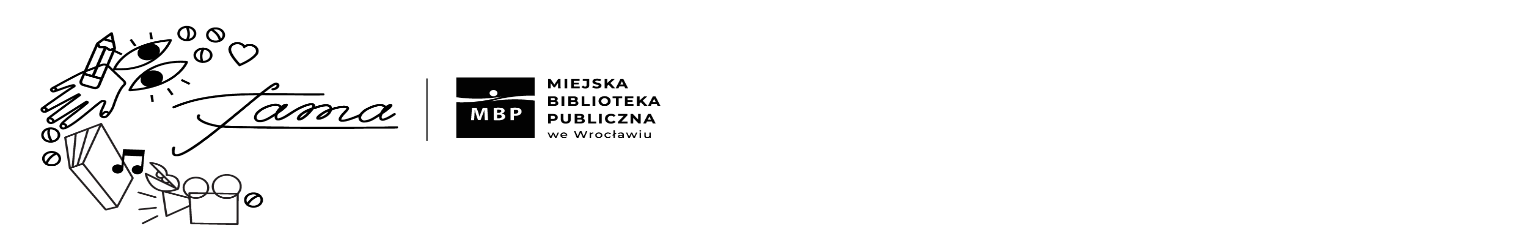 Fama
MBP
MIEJSKA
BIBLIOTEKA
PUBLICZNA
we Wrocławiu